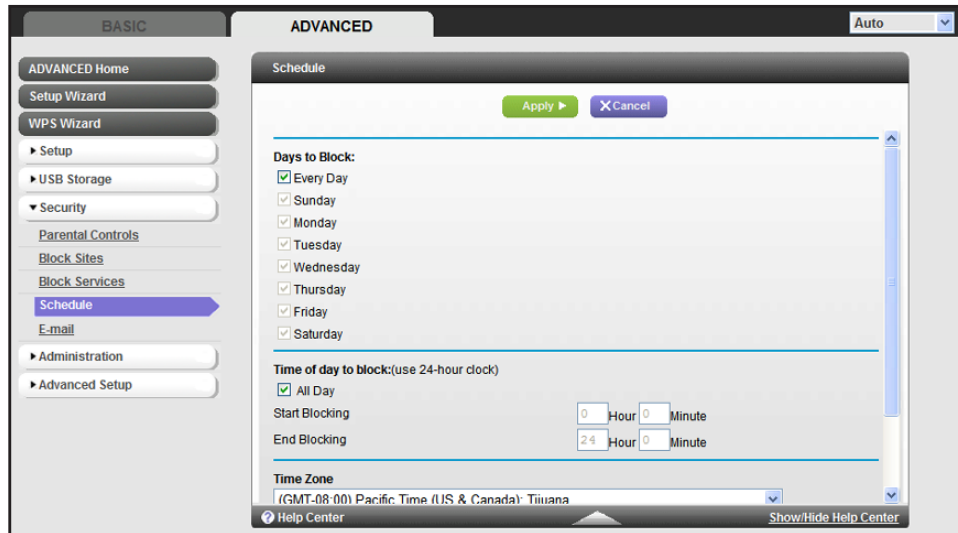 BASIC
ADVANCED
Auto
ADVANCED Home
Setup Wizard
WPS Wizard
Setup
USB Storage
Security
Parental Controls
Block Sites
Block Services
Schedule
E-mail
Administration
Advanced Setup
Schedule
Apply
Cancel
Days to Block:
Every Day
Sunday
Monday
Tuesday
Wednesday
Thursday
Friday
Saturday
Time of day to block:(use 24-hour clock)
All Day
Start Blocking 0 Hour 0 Minute
End Blocking 24 Hour 0 Minute
Time Zone
(GMT-08:00) Pacific Time (US & Canada); Tijuana
Help Center
Show/Hide Help Center